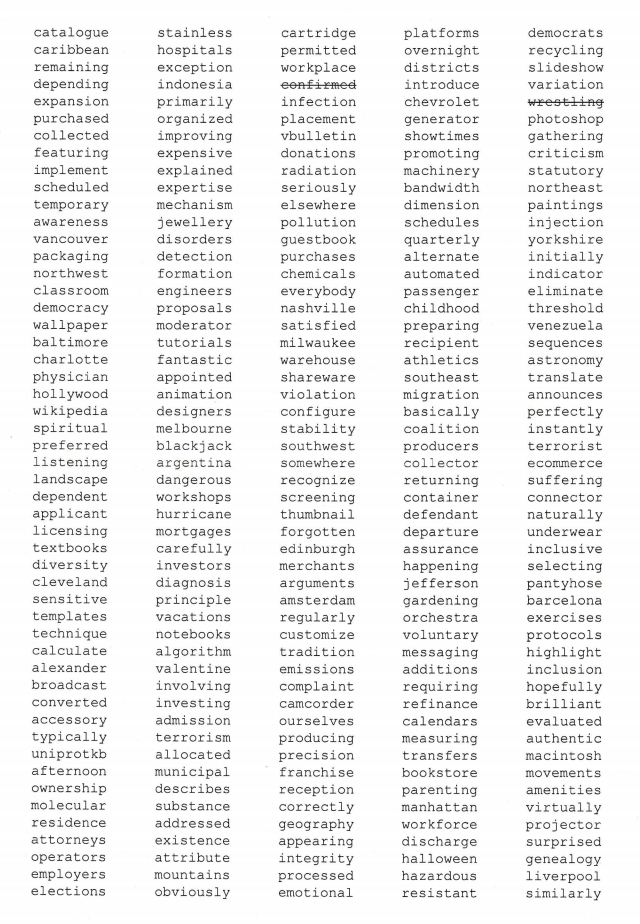 catalogue stainless cartridge platforms democrats
caribbean hospitals permitted overnight recycling
remaining exception workplace districts slideshow
depending indonesia confirmed introduce variation
expansion primarily infection chevrolet wrestling
purchased organized placement generator photoshop
collected improving vbulletin showtimes gathering
featuring expensive donations promoting criticism
implement explained radiation machinery statutory
scheduled expertise seriously bandwidth northeast
temporary mechanism elsewhere dimension paintings
awareness jewellery pollution schedules injection
vancouver disorders guestbook quarterly yorkshire
packaging detection purchases alternate initially
northwest formation chemicals automated indicator
classroom engineers everybody passenger eliminate
democracy proposals nashville childhood threshold
wallpaper moderator satisfied preparing venezuela
baltimore tutorials milwaukee recipient sequences
charlotte fantastic warehouse athletics astronomy
physician appointed shareware southeast translate
hollywood animation violation migration announces
wikipedia designers configure basically perfectly
spiritual melbourne stability coalition instantly
preferred blackjack southwest producers terrorist
listening argentina somewhere collector ecommerce
landscape dangerous recognize returning suffering
dependent workshops screening container connector
applicant hurricane thumbnail defendant naturally
licensing mortgages forgotten departure underwear
textbooks carefully edinburgh assurance inclusive
diversity investors merchants happening selecting
cleveland diagnosis arguments jefferson pantyhose
sensitive principle amsterdam gardening barcelona
templates vacations regularly orchestra exercises
technique notebooks customize voluntary protocols
calculate algorithm tradition messaging highlight
alexander valentine emissions additions inclusion
broadcast involving complaint requiring hopefully
converted investing camcorder refinance brilliant
accessory admission ourselves calendars evaluated
typically terrorism producing measuring authentic
uniprotkb allocated precision transfers macintosh
afternoon municipal franchise bookstore movements
ownership describes reception parenting amenities
molecular substance correctly manhattan virtually
residence addressed geography workforce projector
attorneys existence appearing discharge surprised
operators attribute integrity halloween genealogy
employers mountains processed hazardous liverpool
elections obviously emotional resistant similarly